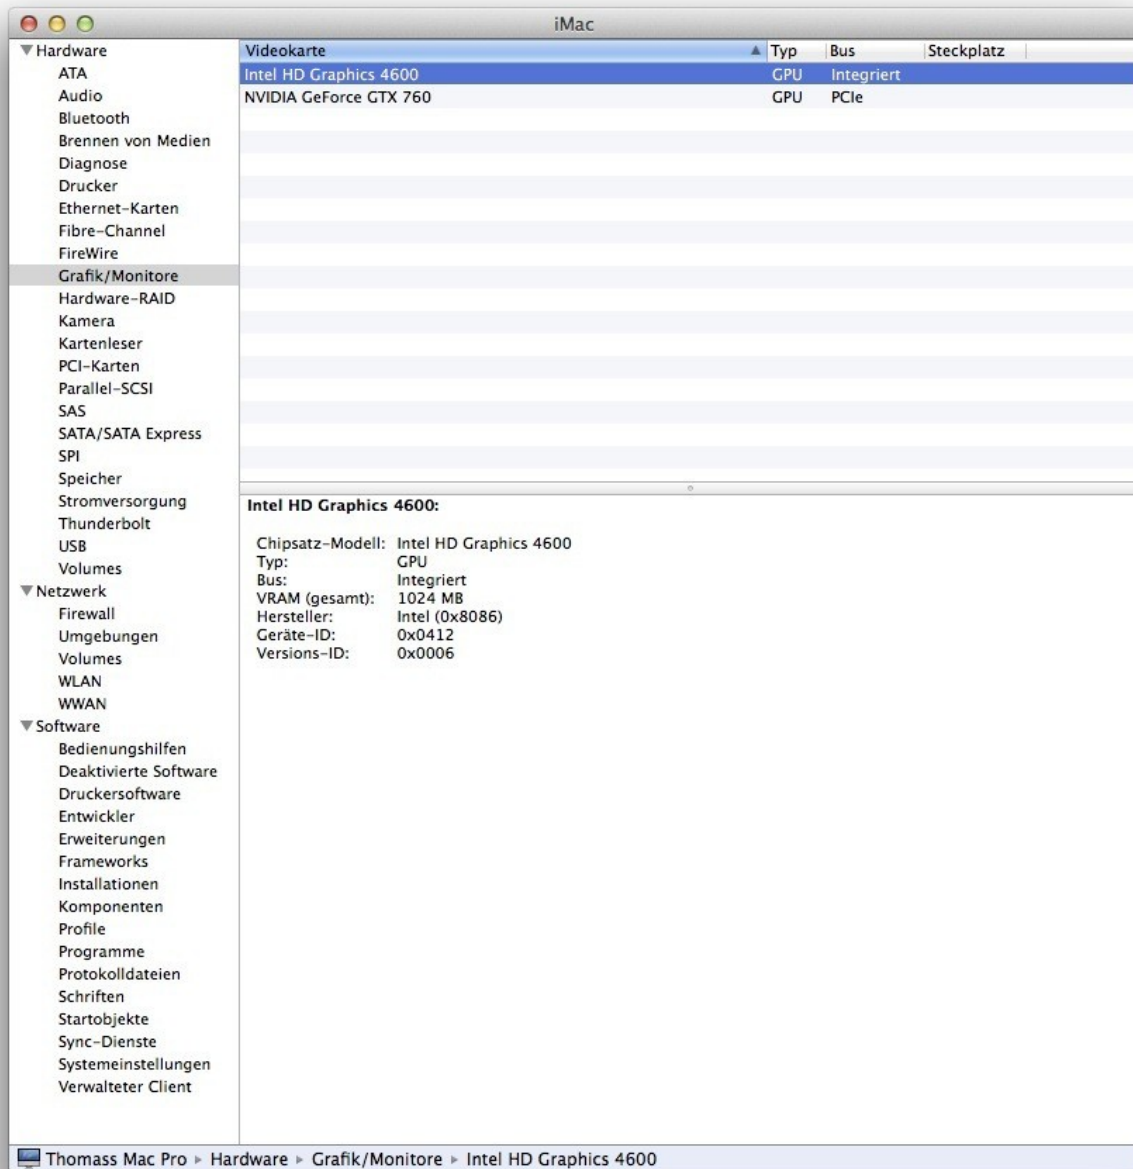 iMac
Hardware
ATA
Audio
Bluetooth
Brennen von Medien
Diagnose
Drucker
Ethernet-Karten
Fibre-Channel
FireWire
Grafik/Monitore
Hardware-RAID
Kamera
Kartenleser
PCI-Karten
Parallel-SCSI
SAS
SATA/SATA Express
SPI
Speicher
Stromversorgung
Thunderbolt
USB
Volumes
Netzwerk
Firewall
Umgebungen
Volumes
WLAN
WWAN
Software
Bedienungshilfen
Deaktivierte Software
Druckersoftware
Entwickler
Erweiterungen
Frameworks
Installationen
Komponenten
Profile
Programme
Protokolldateien
Schriften
Startobjekte
Sync-Dienste
Systemeinstellungen
Verwalteter Client
Videokarte Typ Bus Steckplatz
Intel HD Graphics 4600 GPU Integriert
NVIDIA GeForce GTX 760 GPU PCIe
Intel HD Graphics 4600:
Chipsatz-Modell: Intel HD Graphics 4600
Typ: GPU
Bus: Integriert
VRAM (gesamt): 1024 MB
Hersteller: Intel (0x8086)
Geräte-ID: 0x0412
Versions-ID: 0x0006
Thomass Mac Pro ▸ Hardware ▸ Grafik/Monitore ▸ Intel HD Graphics 4600